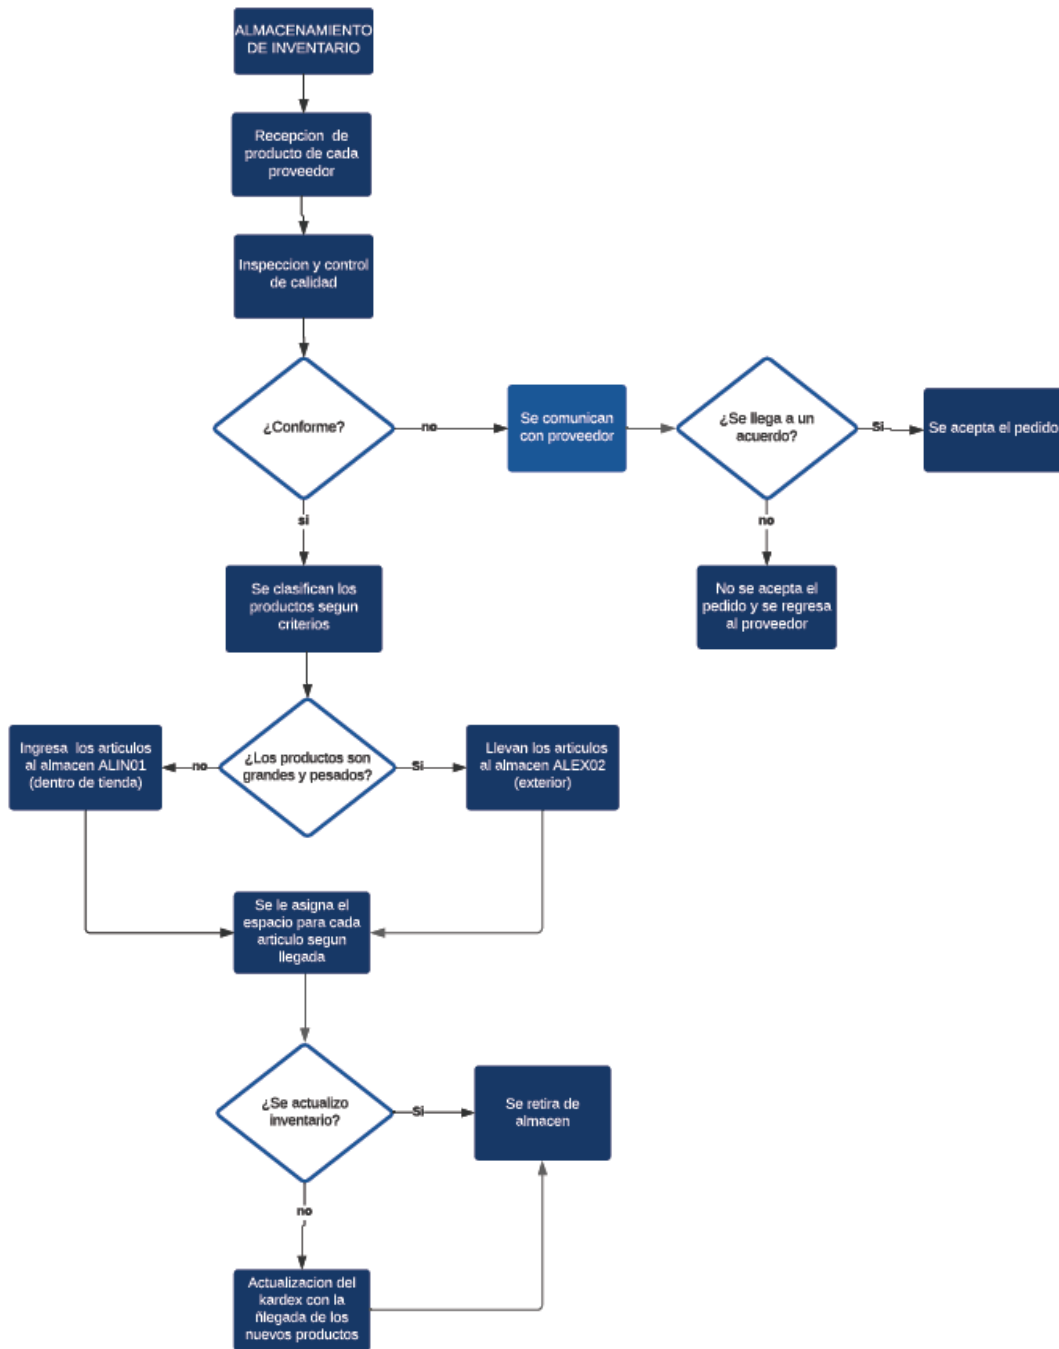 ALMACENAMIENTO
DE INVENTARIO
Recepcion de
producto de cada
proveedor
Inspeccion y control
de calidad
¿Conforme?
no
Se comunican
con proveedor
¿Se llega a un
acuerdo?
Si
Se acepta el pedido
si
no
Se clasifican los
productos segun
criterios
No se acepta el
pedido y se regresa
al proveedor
Ingresa los articulos
al almacen ALIN01
(dentro de tienda)
no
¿Los productos son
grandes y pesados?
Si
Llevan los articulos
al almacen ALEX02
(exterior)
Se le asigna el
espacio para cada
articulo segun
llegada
¿Se actualizo
inventario?
Si
Se retira de
almacen
no
Actualizacion del
kardex con la
ñlegada de los
nuevos productos